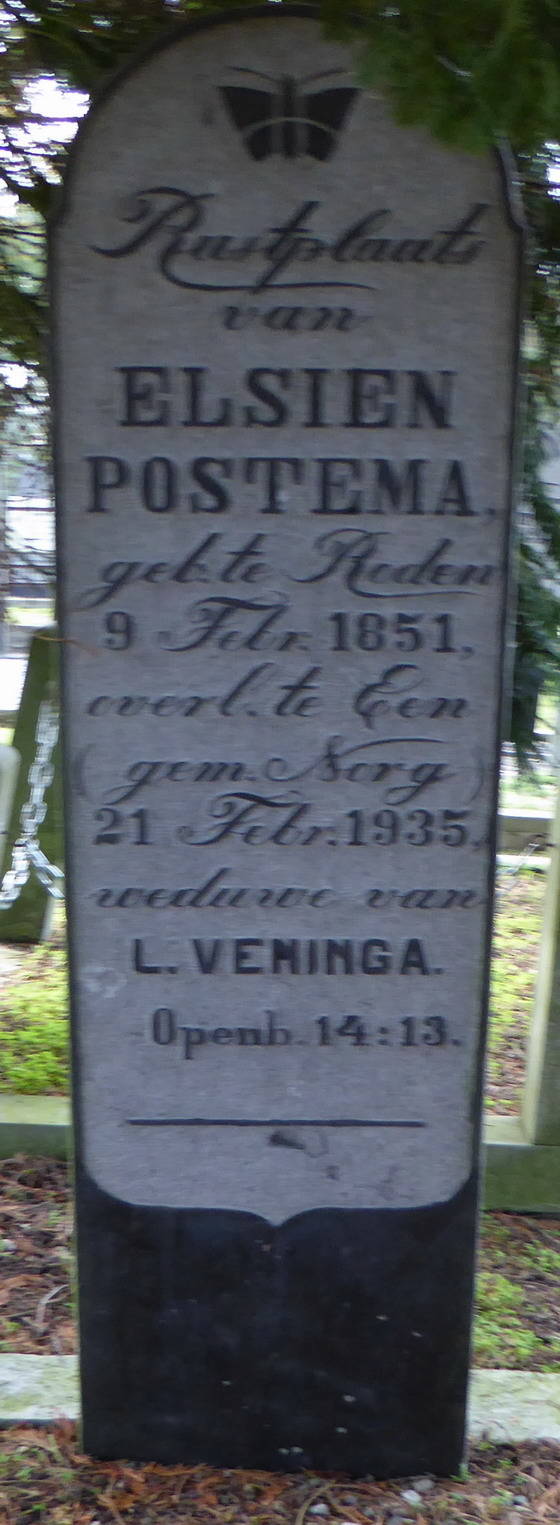 Rustplaats
van
ELSIEN
POSTEMA,
geb. te Roden
9 Febr. 1851,
overl. te Een
(gem. Norg)
21 Febr. 1935,
weduwe van
L. VENINGA.
Openb. 14:13.